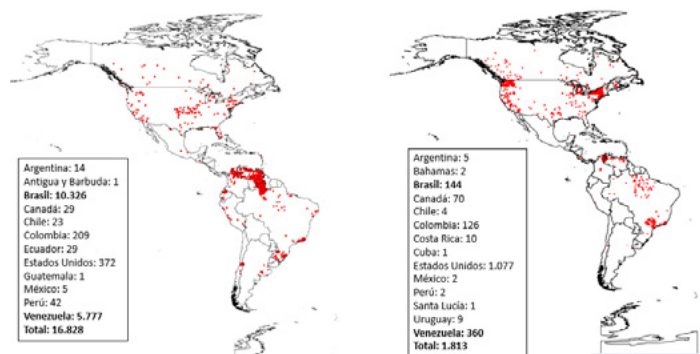 Argentina: 14
Antigua y Barbuda: 1
Brasil: 10.326
Canadá: 29
Chile: 23
Colombia: 209
Ecuador: 29
Estados Unidos: 372
Guatemala: 1
México: 5
Perú: 42
Venezuela: 5.777
Total: 16.828
Argentina: 5
Bahamas: 2
Brasil: 144
Canadá: 70
Chile: 4
Colombia: 126
Costa Rica: 10
Cuba: 1
Estados Unidos: 1.077
México: 2
Perú: 2
Santa Lucía: 1
Uruguay: 9
Venezuela: 360
Total: 1.813